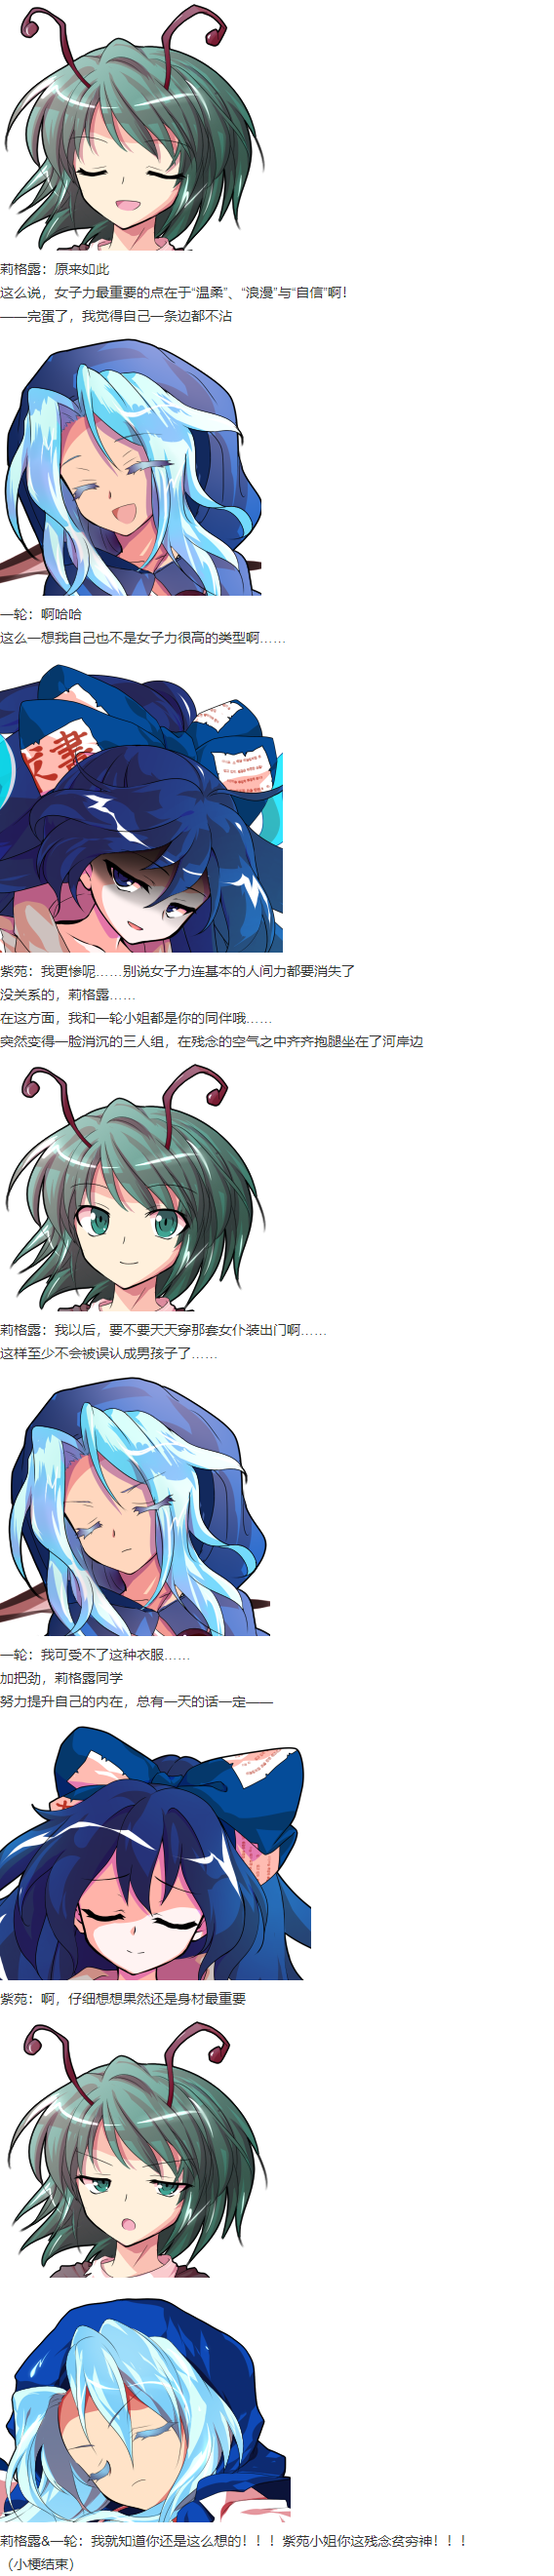 莉格露：原来如此
这么说，女子力最重要的点在于“温柔”、“浪漫”与“自信”啊！
——完蛋了，我觉得自己一条边都不沾
一轮：啊哈哈
这么一想我自己也不是女子力很高的类型啊……
紫苑：我更惨呢……别说女子力连基本的人间力都要消失了
没关系的，莉格露……
在这方面，我和一轮小姐都是你的同伴哦……
突然变得一脸消沉的三人组，在残念的空气之中齐齐抱腿坐在了河岸边
莉格露：我以后，要不要天天穿那套女仆装出门啊……
这样至少不会被误认成男孩子了……
一轮：我可受不了这种衣服……
加把劲，莉格露同学
努力提升自己的内在，总有一天的话一定——
紫苑：啊，仔细想想果然还是身材最重要
莉格露&一轮：我就知道你还是这么想的！！！紫苑小姐你这残念贫穷神！！！
（小梗结束）